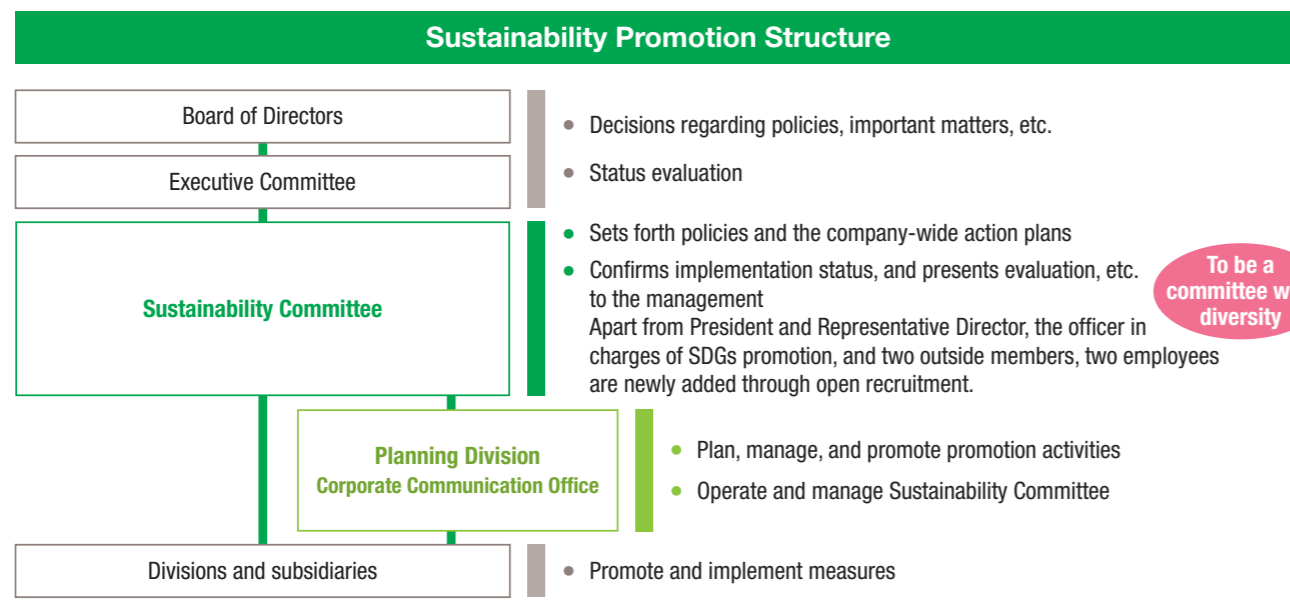 Sustainability Promotion Structure
Board of Directors
Executive Committee
• Decisions regarding policies, important matters, etc.
• Status evaluation
Sustainability Committee
• Sets forth policies and the company-wide action plans
• Confirms implementation status, and presents evaluation, etc.
to the management
Apart from President and Representative Director, the officer in
charges of SDGs promotion, and two outside members, two employees
are newly added through open recruitment.
To be a
committee
diversity
Planning Division
Corporate Communication Office
• Plan, manage, and promote promotion activities
• Operate and manage Sustainability Committee
Divisions and subsidiaries
• Promote and implement measures